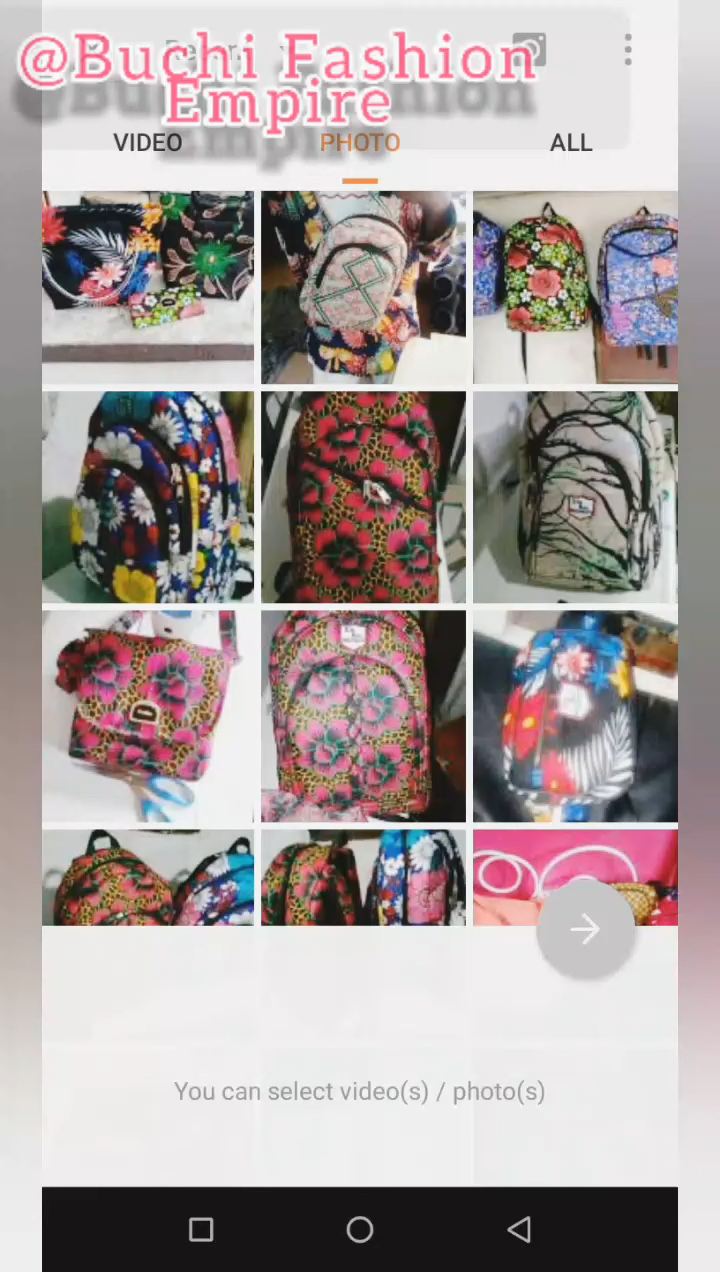 @Buchi Fashion
Empire
VIDEO
PHOTO
ALL
You can select video(s) / photo(s)